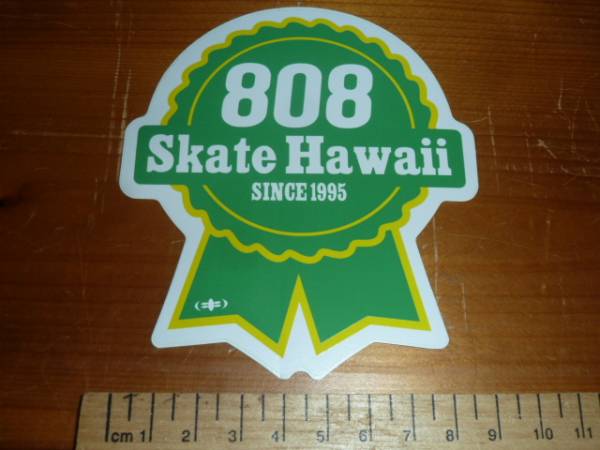 808
Skate Hawaii
SINCE 1995
cm 1 2 3 4 5 6 7 8 9 10 11